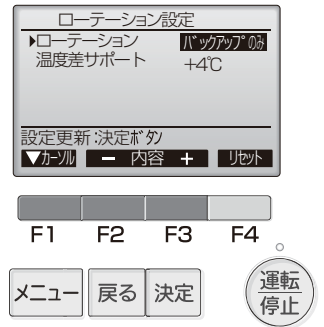 ローテーション設定
▶ローテーション バックアップのみ
温度差サポート +4℃
設定更新:決定ボタン
▼カーソル － 内容 ＋ リセット
F1 F2 F3 F4
メニュー 戻る 決定 運転
停止